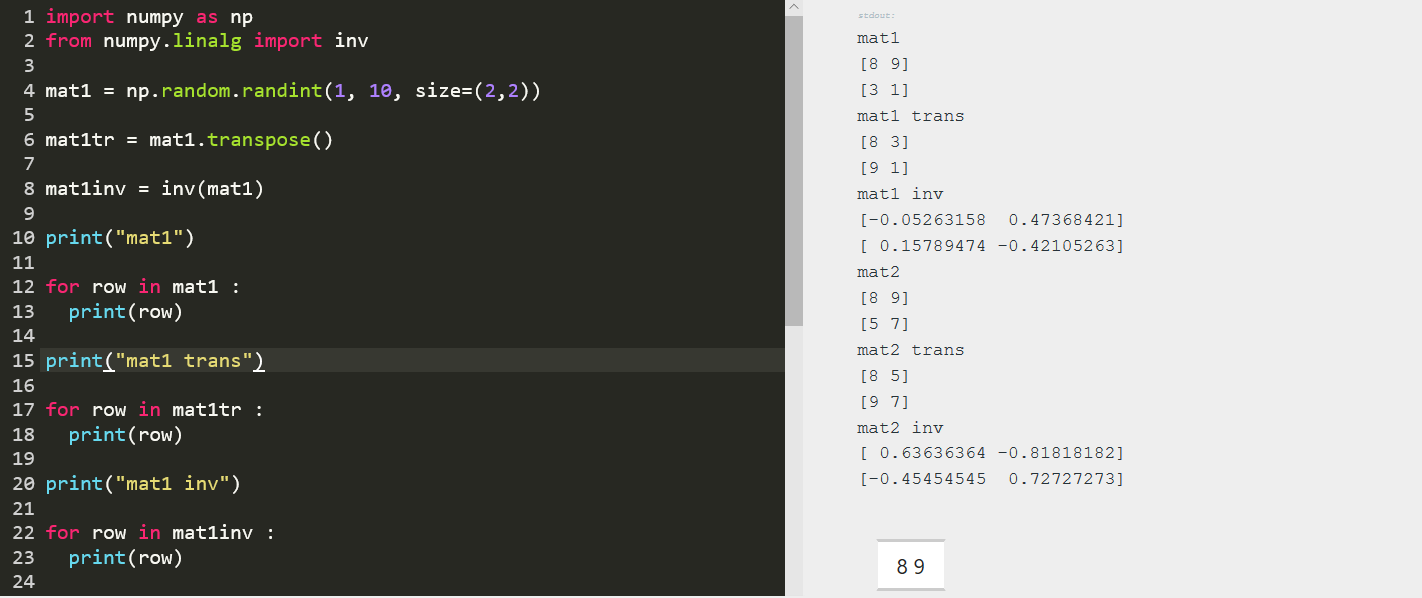 1 import numpy as np
2 from numpy.linalg import inv
3
4 mat1 = np.random.randint(1, 10, size=(2,2))
5
6 mat1tr = mat1.transpose()
7
8 mat1inv = inv(mat1)
9
10 print("mat1")
11
12 for row in mat1 :
13   print(row)
14
15 print("mat1 trans")
16
17 for row in mat1tr :
18   print(row)
19
20 print("mat1 inv")
21
22 for row in mat1inv :
23   print(row)
24
stdout:
mat1
[8 9]
[3 1]
mat1 trans
[8 3]
[9 1]
mat1 inv
[-0.05263158  0.47368421]
[ 0.15789474 -0.42105263]
mat2
[8 9]
[5 7]
mat2 trans
[8 5]
[9 7]
mat2 inv
[ 0.63636364 -0.81818182]
[-0.45454545  0.72727273]
8 9